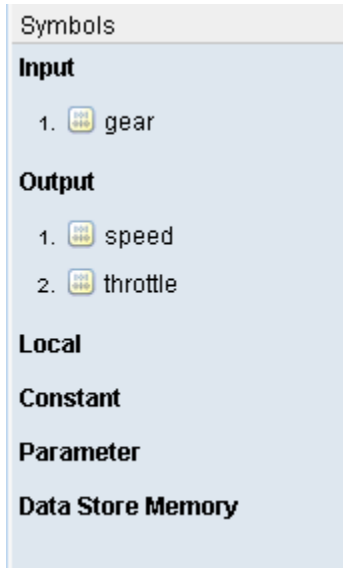 Symbols
Input
1. gear
Output
1. speed
2. throttle
Local
Constant
Parameter
Data Store Memory